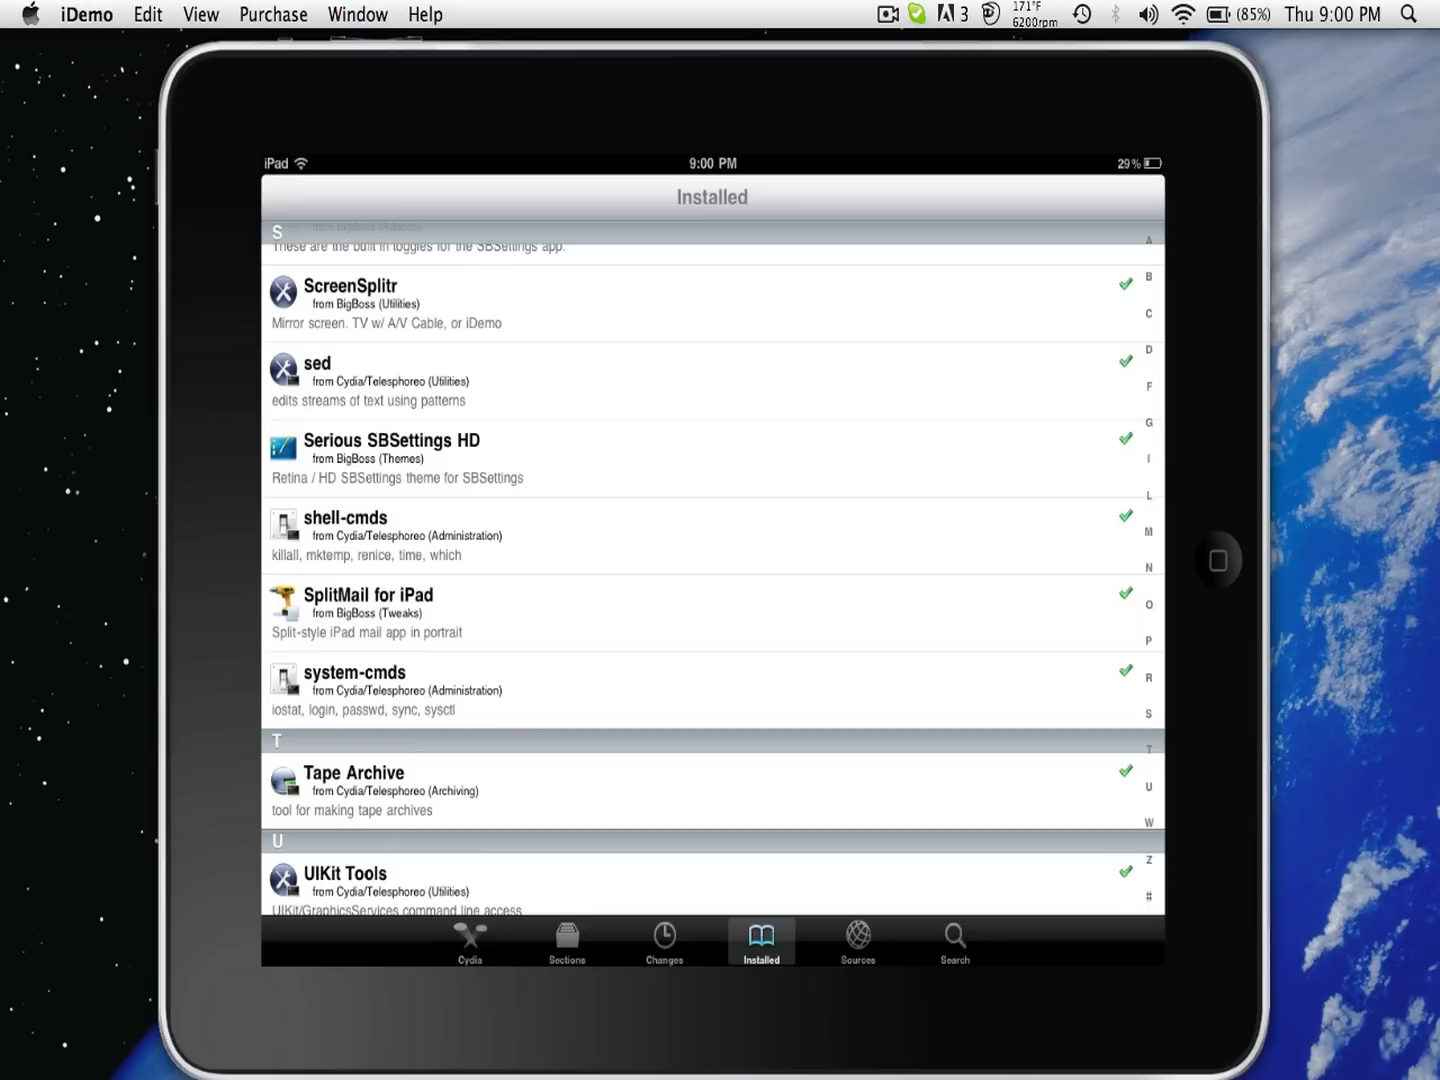 iDemo Edit View Purchase Window Help
3 171°F 6200rpm (85%) Thu 9:00 PM
iPad 9:00 PM 29%
Installed
S
These are the built in toggles for the SBSettings app.
ScreenSplitr
from BigBoss (Utilities)
Mirror screen. TV w/ A/V Cable, or iDemo
sed
from Cydia/Telesphoreo (Utilities)
edits streams of text using patterns
Serious SBSettings HD
from BigBoss (Themes)
Retina / HD SBSettings theme for SBSettings
shell-cmds
from Cydia/Telesphoreo (Administration)
killall, mktemp, renice, time, which
SplitMail for iPad
from BigBoss (Tweaks)
Split-style iPad mail app in portrait
system-cmds
from Cydia/Telesphoreo (Administration)
iostat, login, passwd, sync, sysctl
T
Tape Archive
from Cydia/Telesphoreo (Archiving)
tool for making tape archives
U
UIKit Tools
from Cydia/Telesphoreo (Utilities)
UIKit/GraphicsServices command line access
A
B
C
D
F
G
I
L
M
N
O
P
R
S
T
U
W
Z
#
Cydia Sections Changes Installed Sources Search